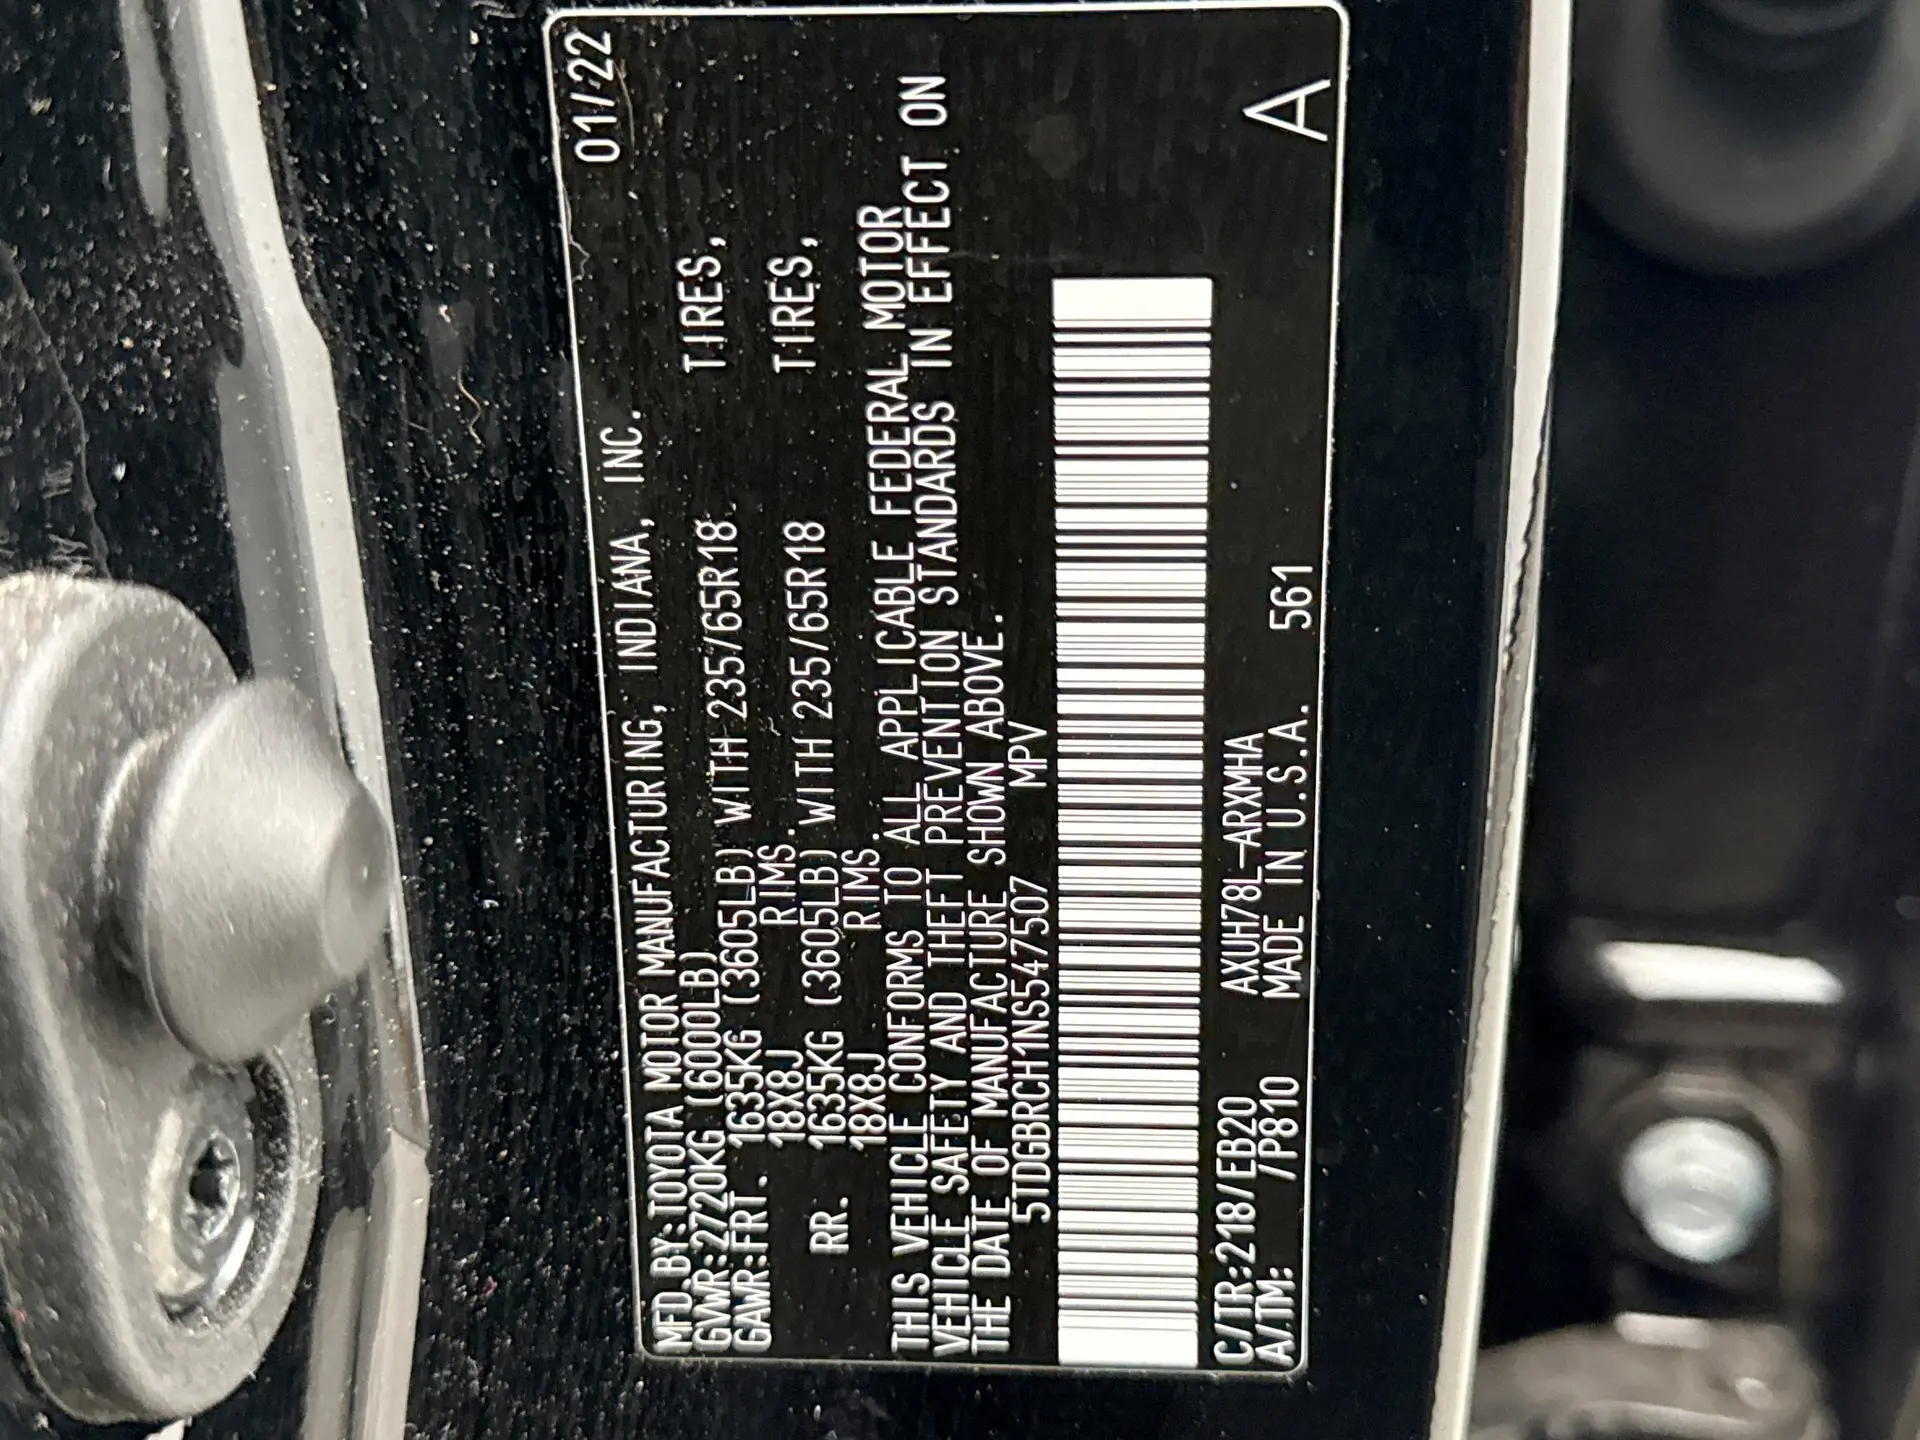 MFD.BY:TOYOTA MOTOR MANUFACTURING, INDIANA, INC. 01/22
GVWR:2720KG (6000LB)
GAWR:FRT. 1635KG (3605LB) WITH 235/65R18 TIRES,
18X8J RIMS.
RR. 1635KG (3605LB) WITH 235/65R18 TIRES,
18X8J RIMS.
THIS VEHICLE CONFORMS TO ALL APPLICABLE FEDERAL MOTOR
VEHICLE SAFETY AND THEFT PREVENTION STANDARDS IN EFFECT ON
THE DATE OF MANUFACTURE SHOWN ABOVE.
5TDGBRCH1NS547507 MPV
C/TR:218/EB20 AXUH78L-ARXMHA
A/TM: /P810 MADE IN U.S.A. 561 A